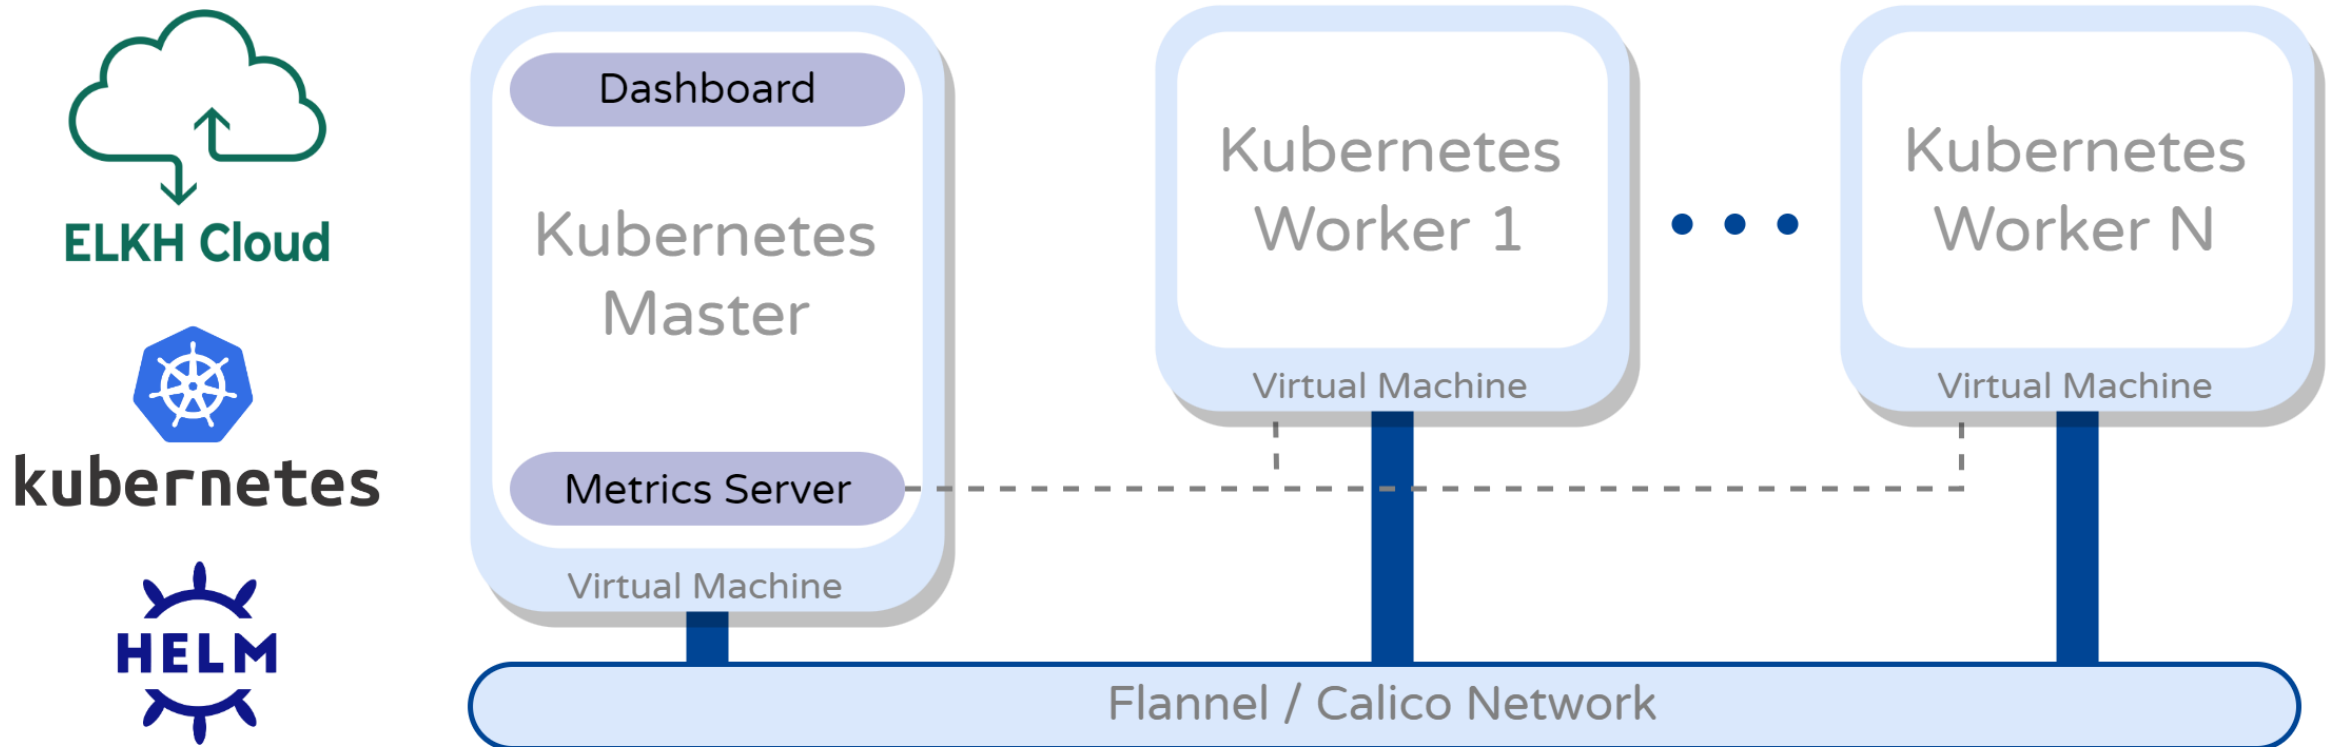 ELKH Cloud
kubernetes
HELM
Dashboard
Kubernetes
Master
Metrics Server
Virtual Machine
Kubernetes
Worker 1
Virtual Machine
Kubernetes
Worker N
Virtual Machine
Flannel / Calico Network